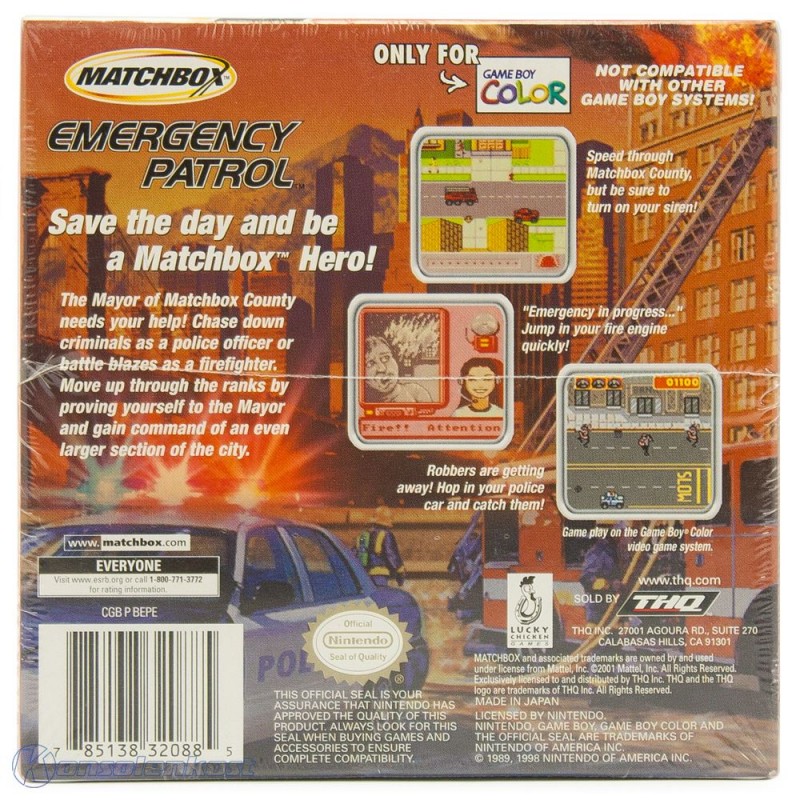 MATCHBOX™
EMERGENCY
PATROL™
Save the day and be
a Matchbox™ Hero!
The Mayor of Matchbox County
needs your help! Chase down
criminals as a police officer or
battle blazes as a firefighter.
Move up through the ranks by
proving yourself to the Mayor
and gain command of an even
larger section of the city.
ONLY FOR
GAME BOY
COLOR
NOT COMPATIBLE
WITH OTHER
GAME BOY SYSTEMS!
Speed through
Matchbox County,
but be sure to
turn on your siren!
"Emergency in progress..."
Jump in your fire engine
quickly!
Fire!! Attention
01100
SLOW
Robbers are getting
away! Hop in your police
car and catch them!
Game play on the Game Boy® Color
video game system.
www.matchbox.com
EVERYONE
Visit www.esrb.org or call 1-800-771-3772
for rating information.
CGB P BEPE
7 85138 32088 5
POL
Official
Nintendo
Seal of Quality
®
THIS OFFICIAL SEAL IS YOUR
ASSURANCE THAT NINTENDO HAS
APPROVED THE QUALITY OF THIS
PRODUCT. ALWAYS LOOK FOR THIS
SEAL WHEN BUYING GAMES AND
ACCESSORIES TO ENSURE
COMPLETE COMPATIBILITY.
LUCKY
CHICKEN
GAMES
www.thq.com
SOLD BY THQ
THQ INC. 27001 AGOURA RD., SUITE 270
CALABASAS HILLS, CA 91301
MATCHBOX and associated trademarks are owned by and used
under license from Mattel, Inc. ©2001 Mattel, Inc. All Rights Reserved.
Exclusively licensed to and distributed by THQ Inc. THQ and the THQ
logo are trademarks of THQ Inc. All Rights Reserved.
MADE IN JAPAN
LICENSED BY NINTENDO.
NINTENDO, GAME BOY, GAME BOY COLOR AND
THE OFFICIAL SEAL ARE TRADEMARKS OF
NINTENDO OF AMERICA INC.
© 1989, 1998 NINTENDO OF AMERICA INC.
Konsolenkost